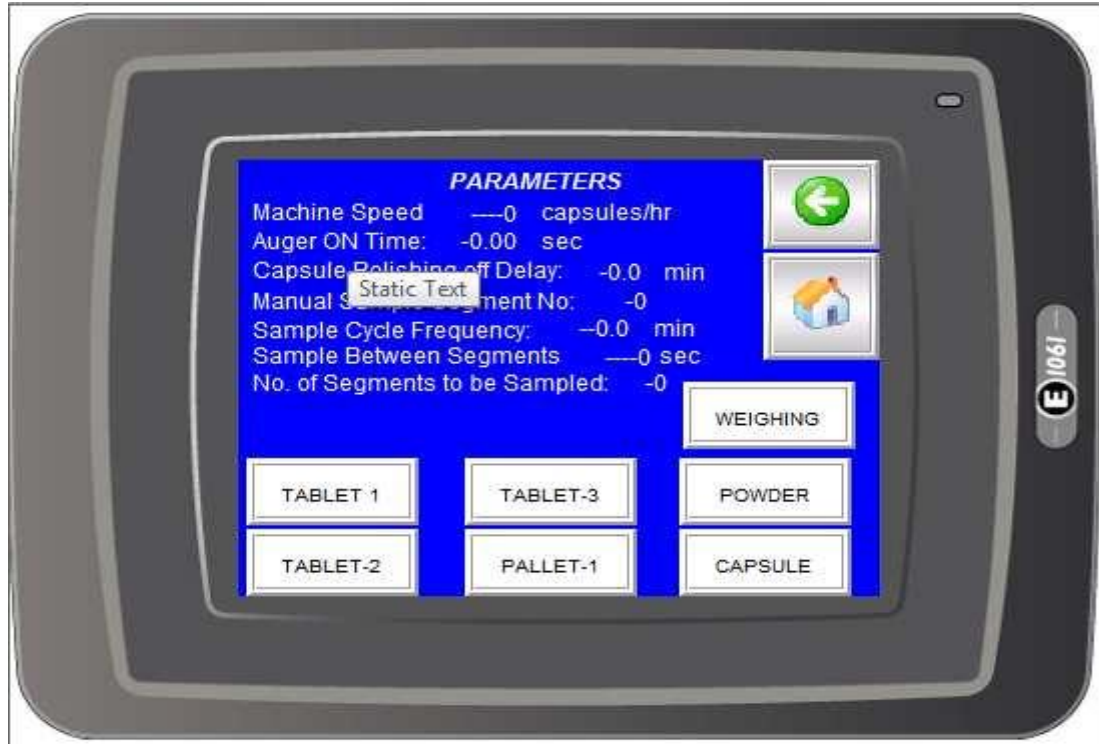 PARAMETERS
Machine Speed ----0 capsules/hr
Auger ON Time: -0.00 sec
Capsule Polishing off Delay: -0.0 min
Static Text
Manual Sample Segment No: -0
Sample Cycle Frequency: --0.0 min
Sample Between Segments ----0 sec
No. of Segments to be Sampled: -0
WEIGHING
TABLET 1 TABLET-3 POWDER
TABLET-2 PALLET-1 CAPSULE
E 1061